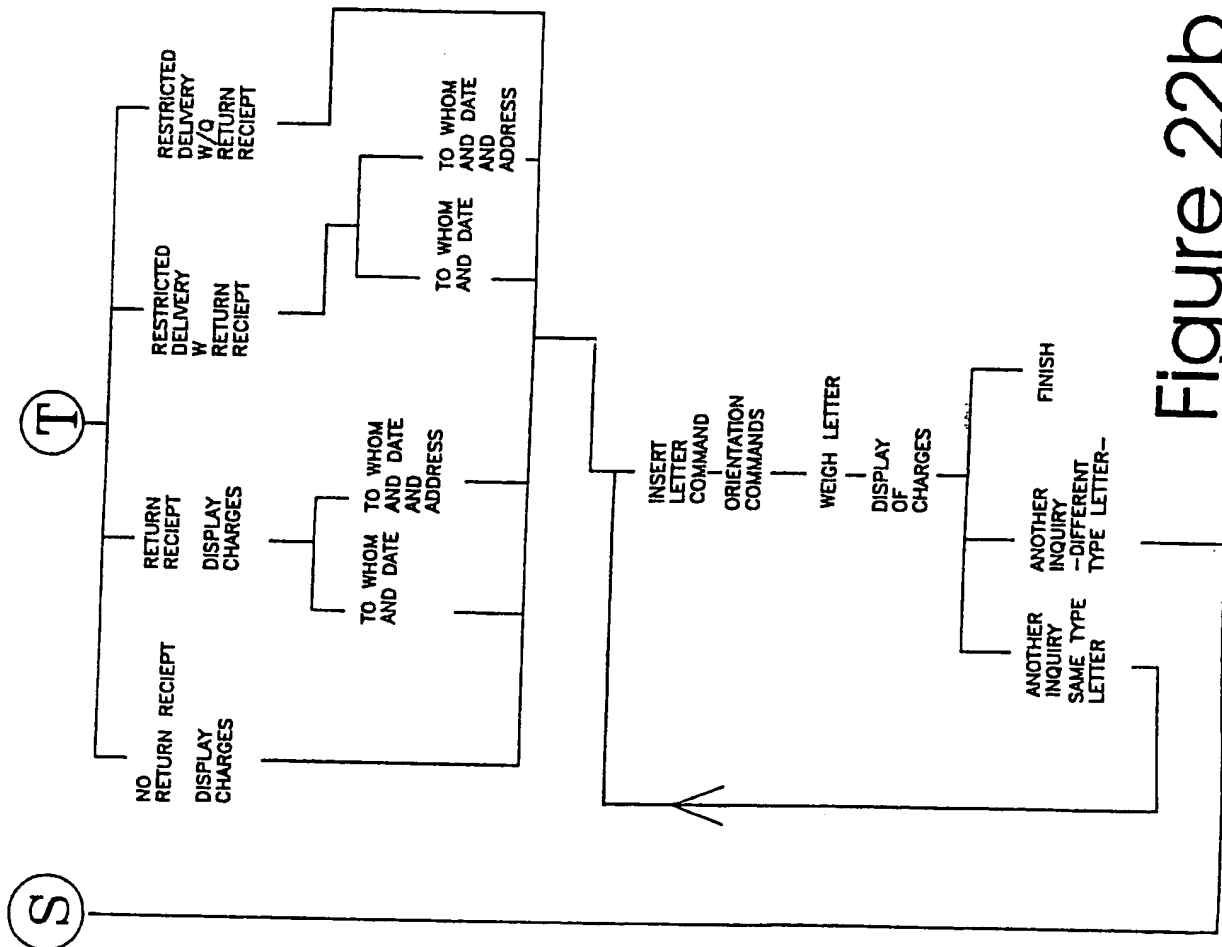 S
T
NO
RETURN RECIEPT
DISPLAY
CHARGES
RETURN
RECIEPT
DISPLAY
CHARGES
RESTRICTED
DELIVERY
W RETURN
RECIEPT
RESTRICTED
DELIVERY
W/Q
RETURN
RECIEPT
TO WHOM
AND DATE
TO WHOM
AND DATE
AND
ADDRESS
TO WHOM
AND DATE
TO WHOM
AND DATE
AND
ADDRESS
INSERT
LETTER
COMMAND
ORIENTATION
COMMANDS
WEIGH LETTER
DISPLAY
OF
CHARGES
ANOTHER
INQUIRY
SAME TYPE
LETTER
ANOTHER
INQUIRY
-DIFFERENT
TYPE LETTER-
FINISH
Figure 22b